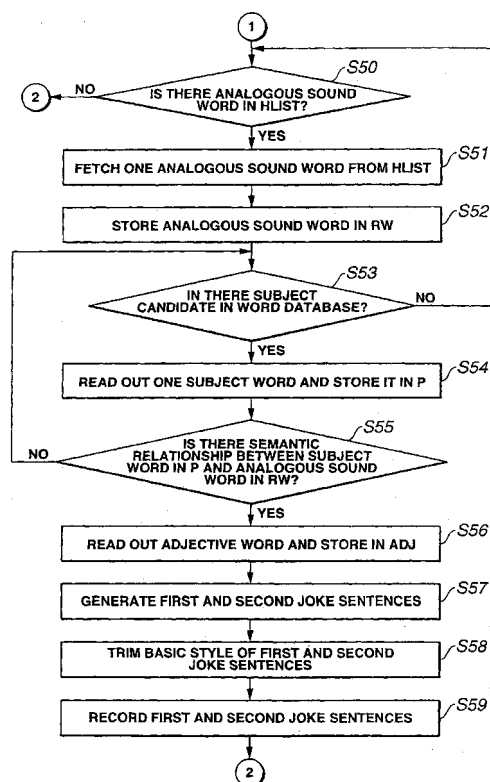 1
S50
2
NO
IS THERE ANALOGOUS SOUND
WORD IN HLIST?
YES
S51
FETCH ONE ANALOGOUS SOUND WORD FROM HLIST
S52
STORE ANALOGOUS SOUND WORD IN RW
S53
IN THERE SUBJECT
CANDIDATE IN WORD DATABASE?
NO
YES
S54
READ OUT ONE SUBJECT WORD AND STORE IT IN P
S55
NO
IS THERE SEMANTIC
RELATIONSHIP BETWEEN SUBJECT
WORD IN P AND ANALOGOUS SOUND
WORD IN RW?
YES
S56
READ OUT ADJECTIVE WORD AND STORE IN ADJ
S57
GENERATE FIRST AND SECOND JOKE SENTENCES
S58
TRIM BASIC STYLE OF FIRST AND SECOND
JOKE SENTENCES
S59
RECORD FIRST AND SECOND JOKE SENTENCES
2